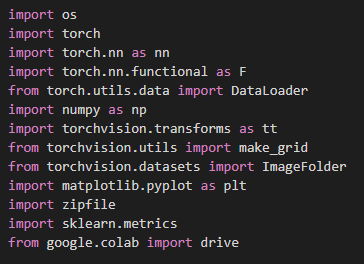 import os
import torch
import torch.nn as nn
import torch.nn.functional as F
from torch.utils.data import DataLoader
import numpy as np
import torchvision.transforms as tt
from torchvision.utils import make_grid
from torchvision.datasets import ImageFolder
import matplotlib.pyplot as plt
import zipfile
import sklearn.metrics
from google.colab import drive